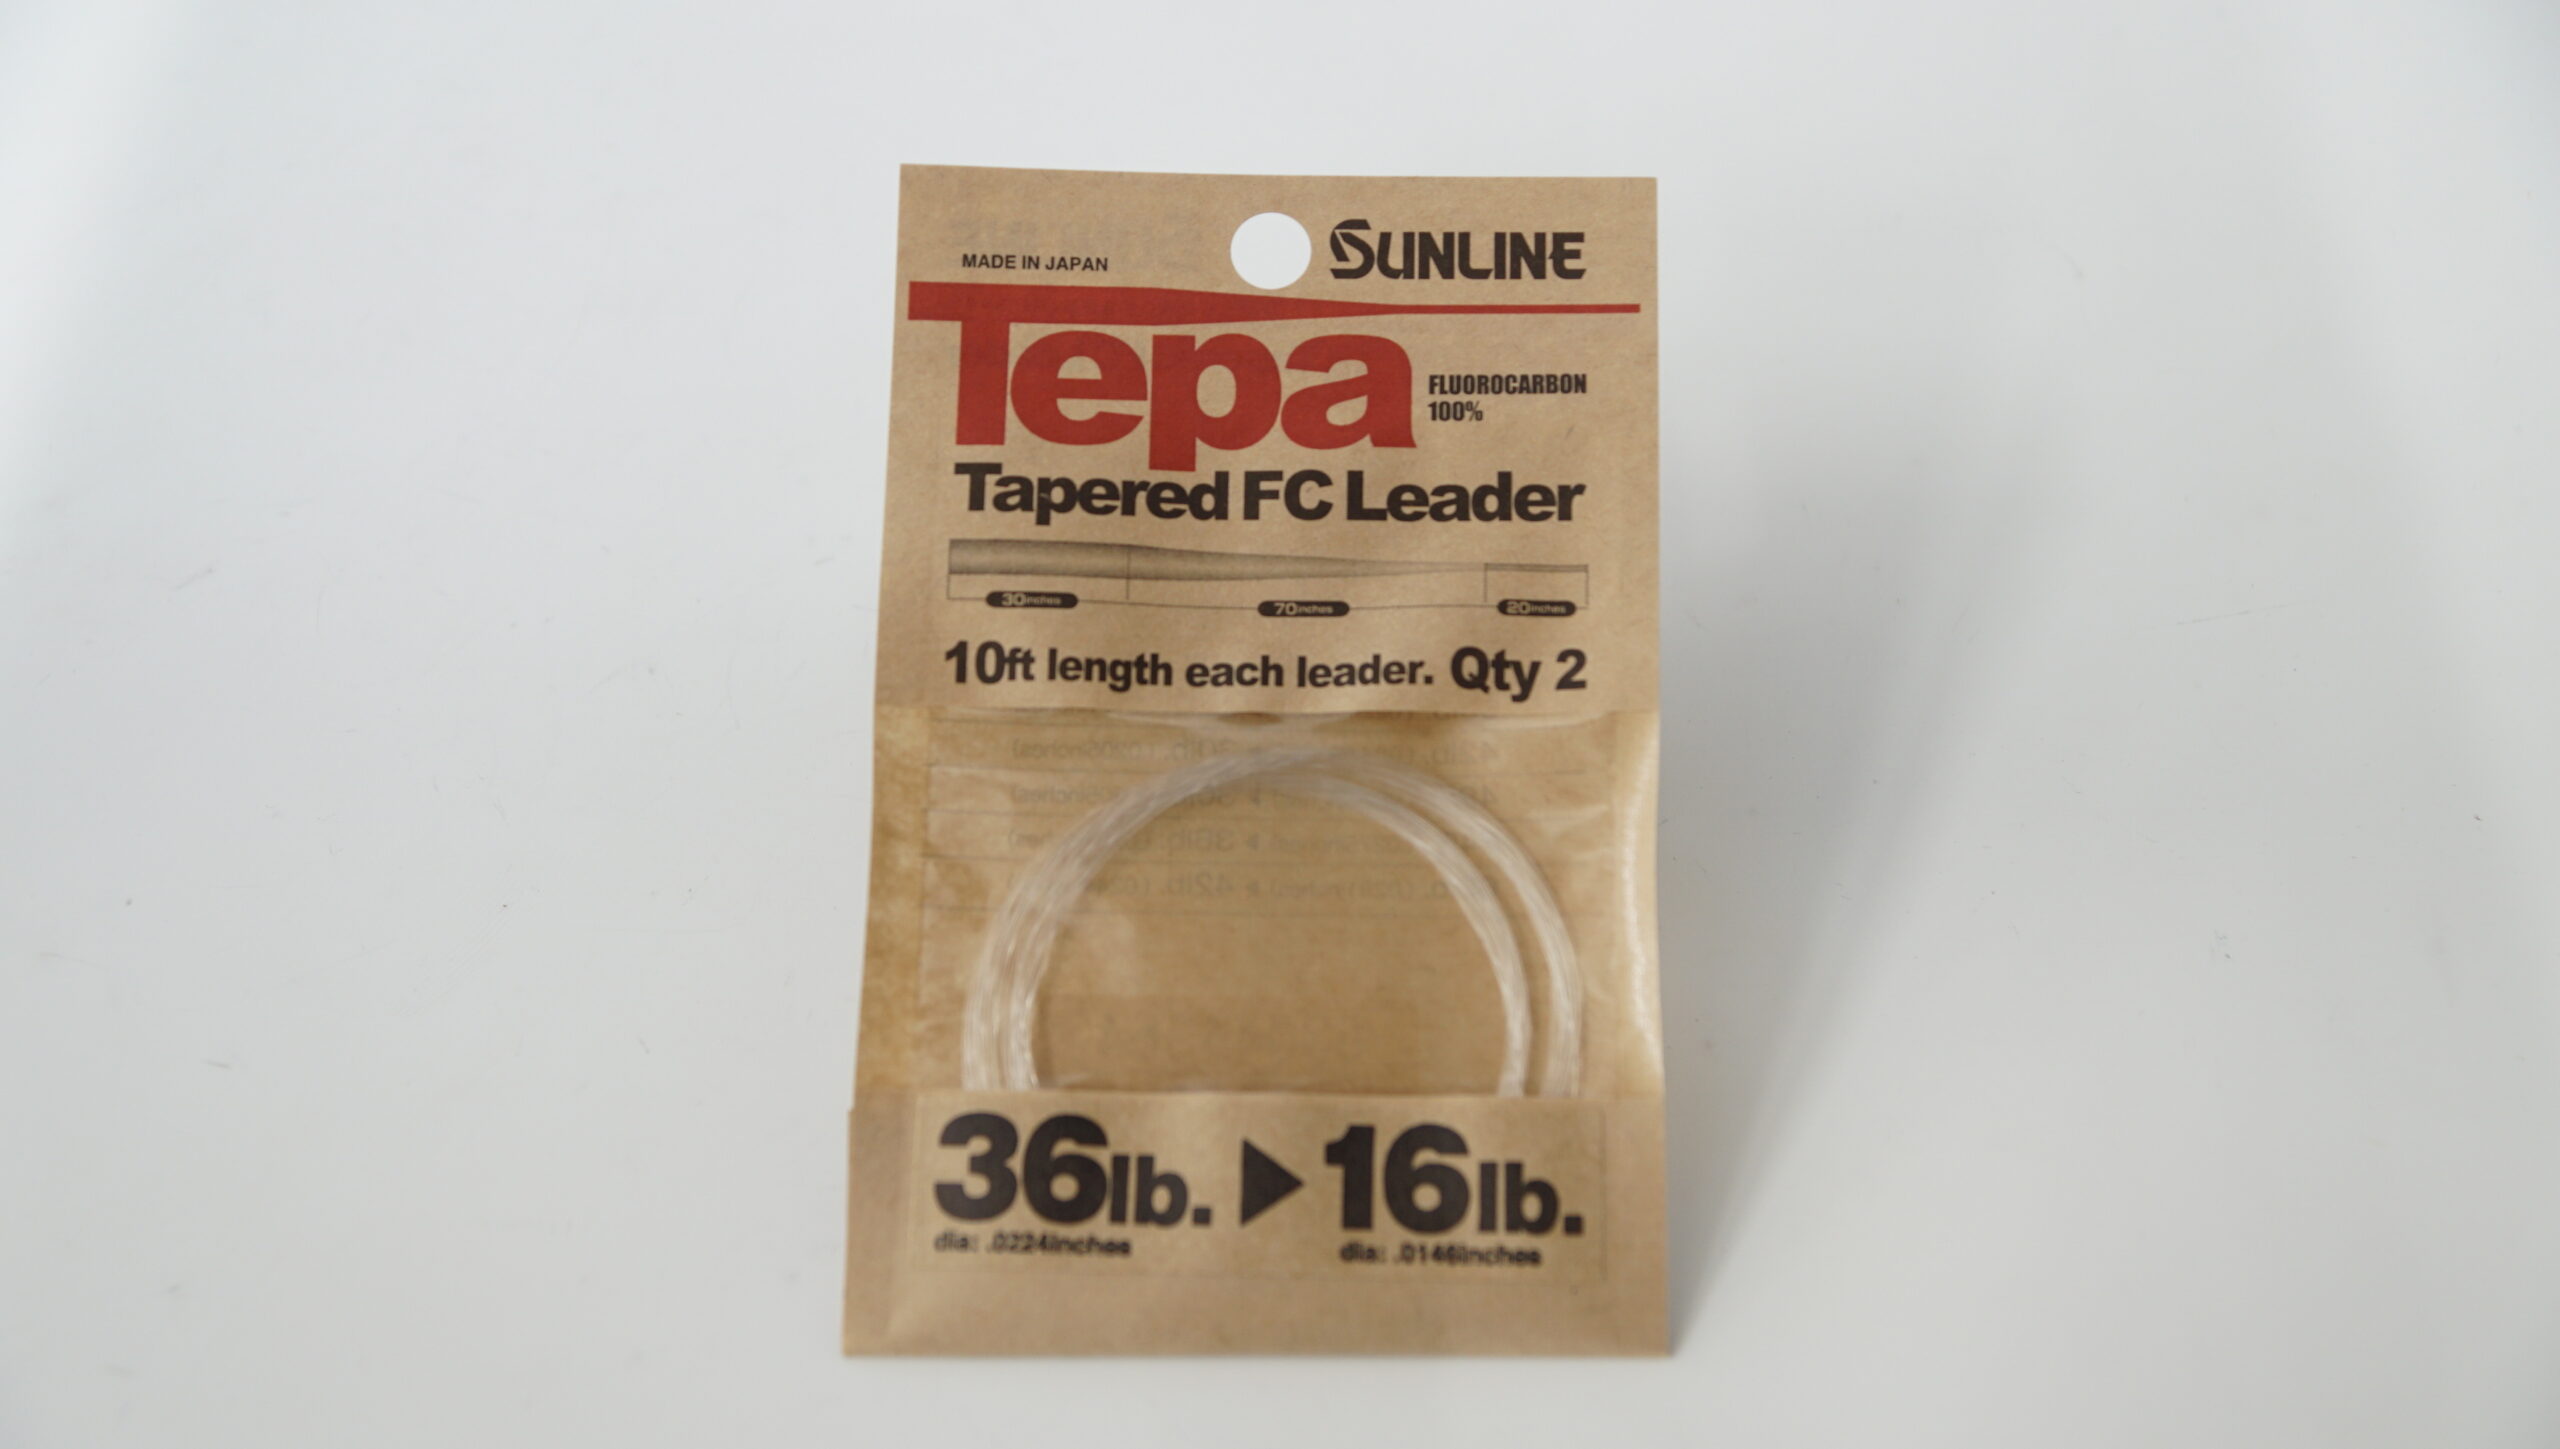 MADE IN JAPAN
SUNLINE
Tepa
FLUOROCARBON
100%
Tapered FC Leader
30inches 70inches 20inches
10ft length each leader. Qty 2
36lb. ▶ 16lb.
dia: .0224inches dia: .0146inches